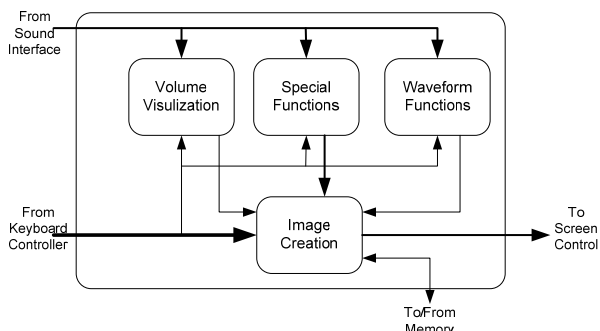 From
Sound
Interface
Volume
Visulization
Special
Functions
Waveform
Functions
From
Keyboard
Controller
Image
Creation
To
Screen
Control
To/From
Memory